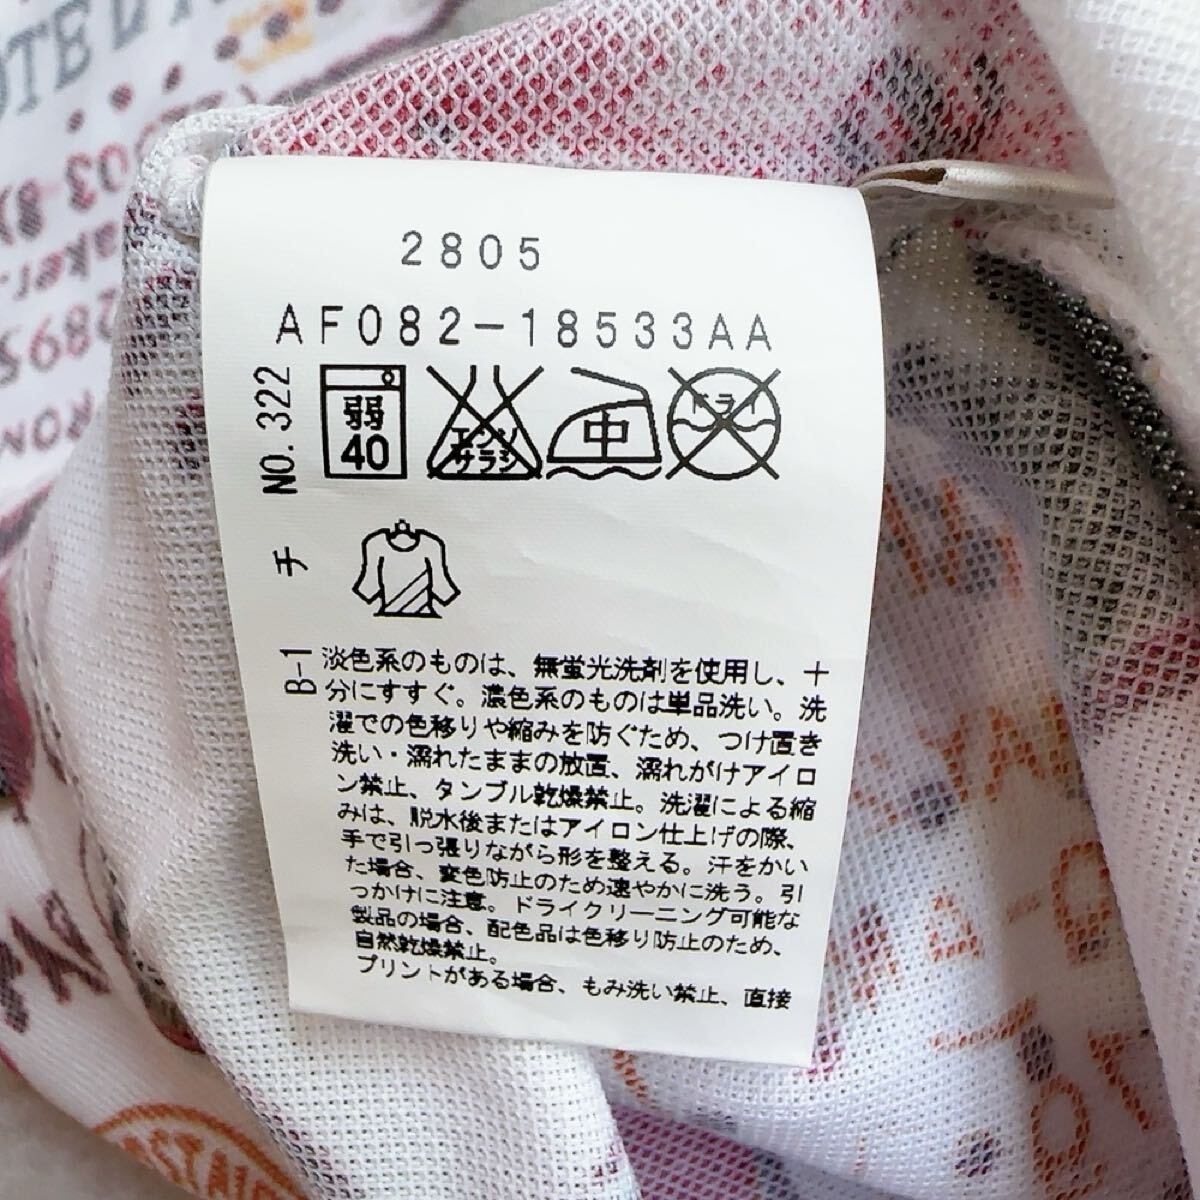 2805
AF082-18533AA
NO. 322
チ
B-1
弱
40
エンソ
サラシ
中
ドライ
淡色系のものは、無蛍光洗剤を使用し、十
分にすすぐ。濃色系のものは単品洗い。洗
濯での色移りや縮みを防ぐため、つけ置き
洗い・濡れたままの放置、濡れがけアイロ
ン禁止、タンブル乾燥禁止。洗濯による縮
みは、脱水後またはアイロン仕上げの際、
手で引っ張りながら形を整える。汗をかい
た場合、変色防止のため速やかに洗う。引
っかけに注意。ドライクリーニング可能な
製品の場合、配色品は色移り防止のため、
自然乾燥禁止。
プリントがある場合、もみ洗い禁止、直接